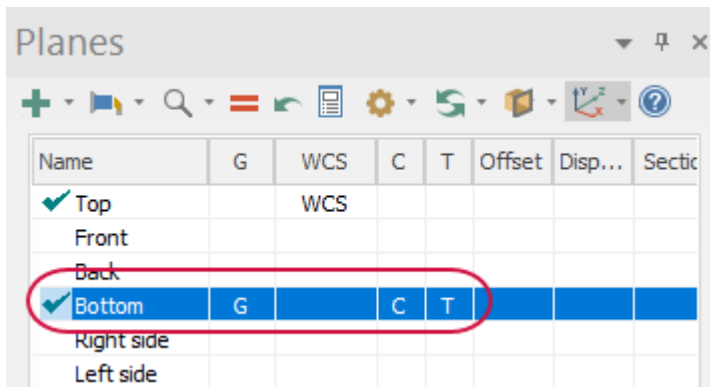 Planes
Name G WCS C T Offset Disp... Sectio
Top WCS
Front
Back
Bottom G C T
Right side
Left side